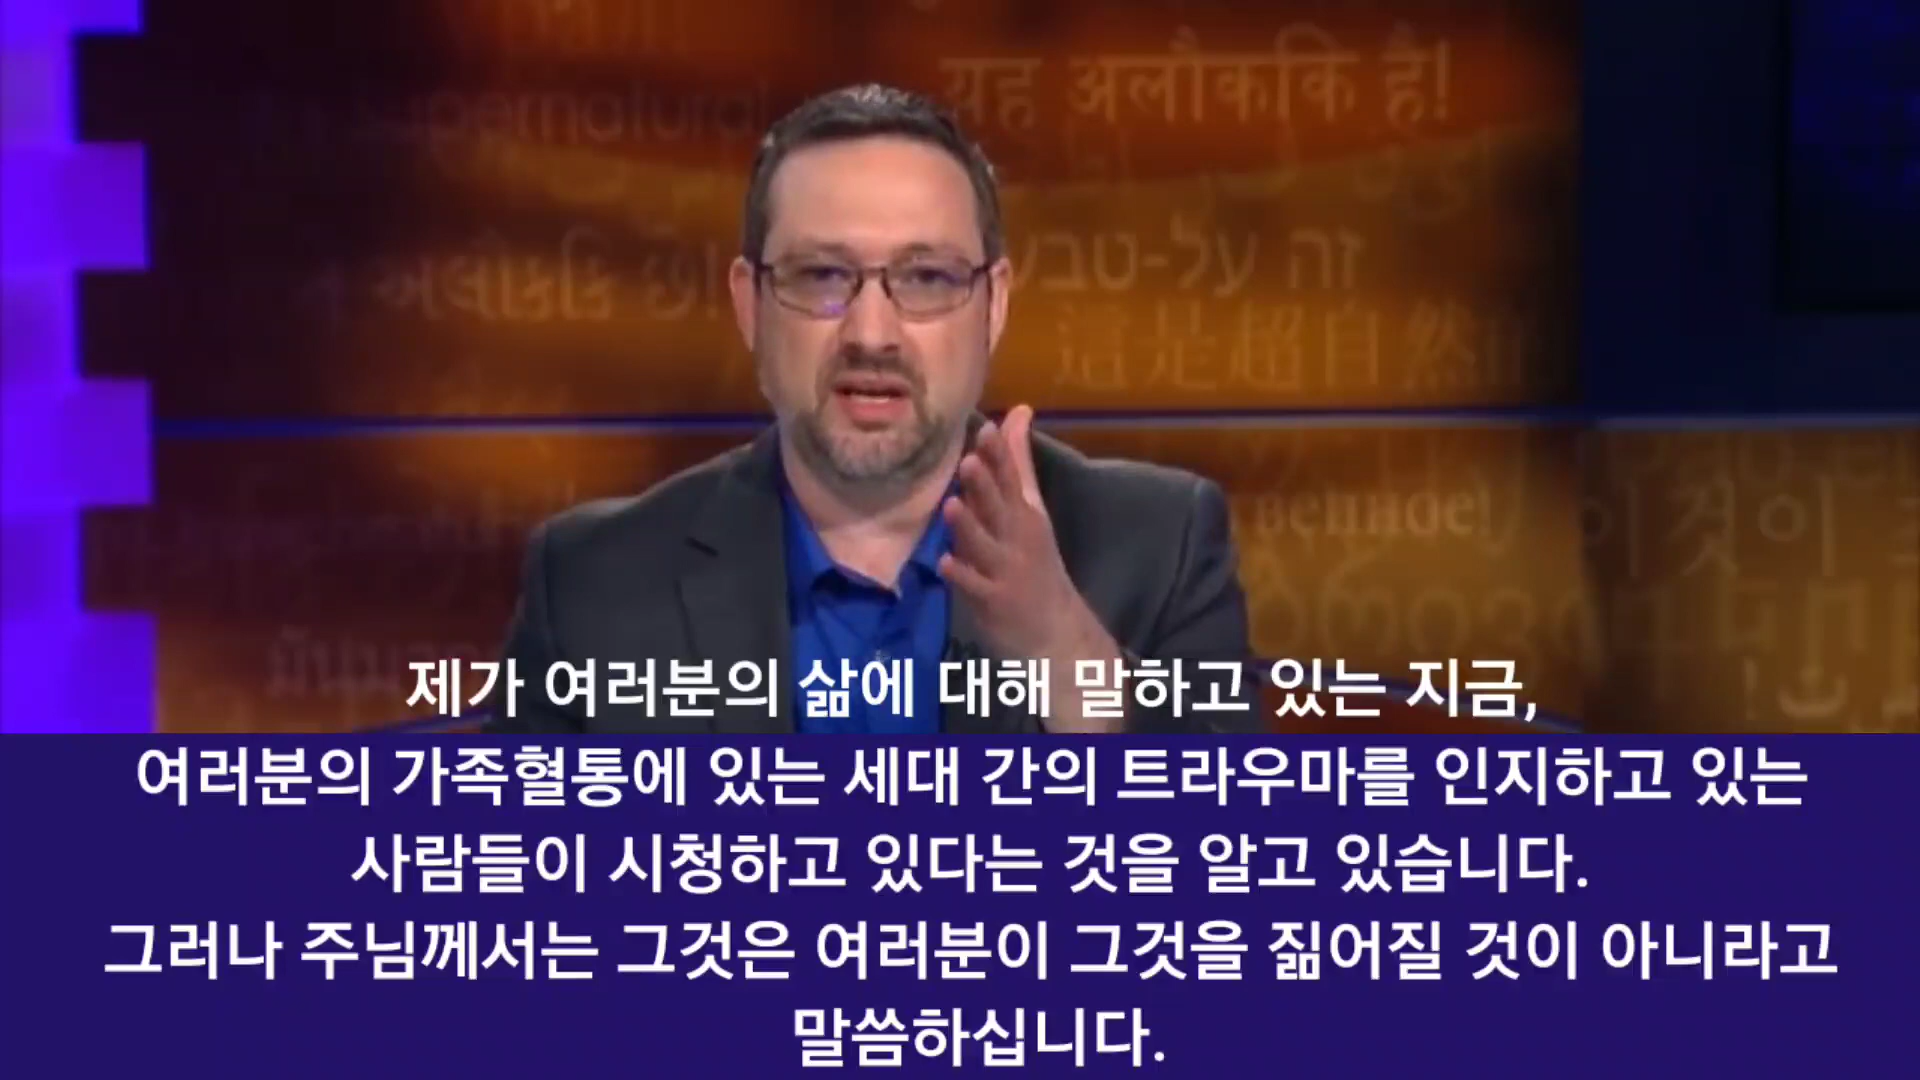 Supernatural
यह अलौककि है!
અલૌકિક છે!
זה על-טבע
這是超自然
венное!
이것이
제가 여러분의 삶에 대해 말하고 있는 지금,
여러분의 가족혈통에 있는 세대 간의 트라우마를 인지하고 있는
사람들이 시청하고 있다는 것을 알고 있습니다.
그러나 주님께서는 그것은 여러분이 그것을 짊어질 것이 아니라고
말씀하십니다.